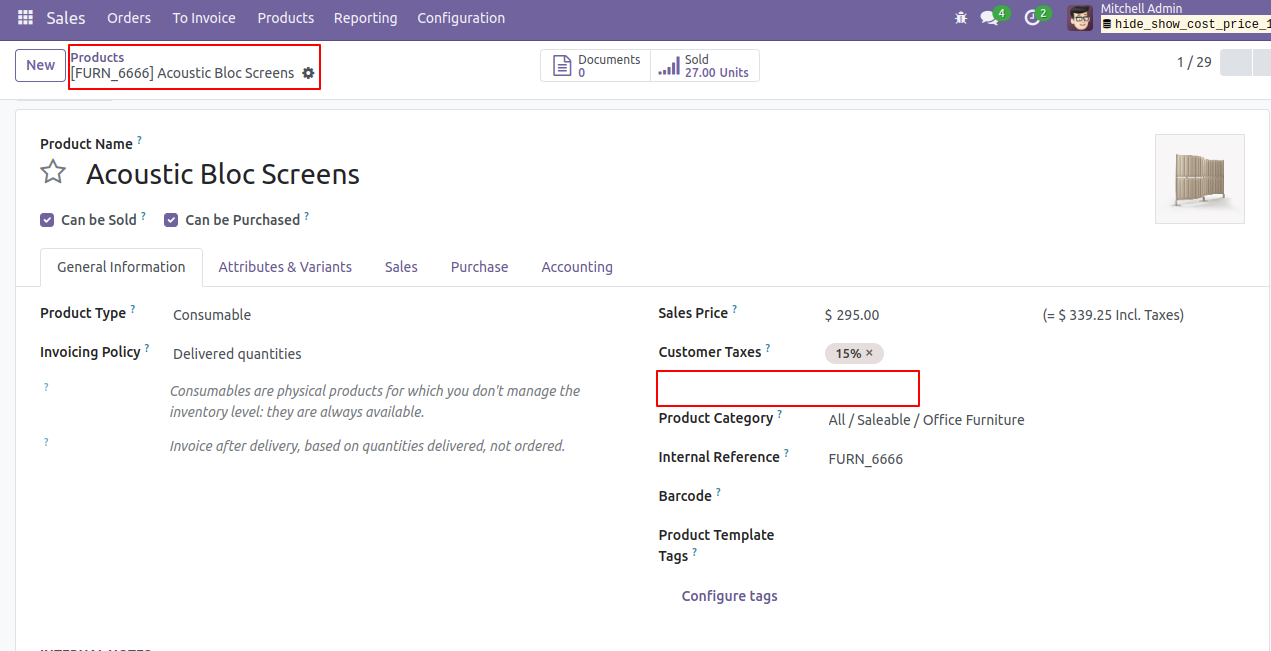 Sales Orders To Invoice Products Reporting Configuration 4 2 Mitchell Admin
hide_show_cost_price_1
New Products
[FURN_6666] Acoustic Bloc Screens
Documents
0
Sold
27.00 Units
1 / 29
Product Name ?
Acoustic Bloc Screens
Can be Sold ? Can be Purchased ?
General Information Attributes & Variants Sales Purchase Accounting
Product Type ? Consumable
Invoicing Policy ? Delivered quantities
? Consumables are physical products for which you don't manage the
inventory level: they are always available.
? Invoice after delivery, based on quantities delivered, not ordered.
Sales Price ? $ 295.00 (= $ 339.25 Incl. Taxes)
Customer Taxes ? 15% ×
Product Category ? All / Saleable / Office Furniture
Internal Reference ? FURN_6666
Barcode ?
Product Template
Tags ?
Configure tags